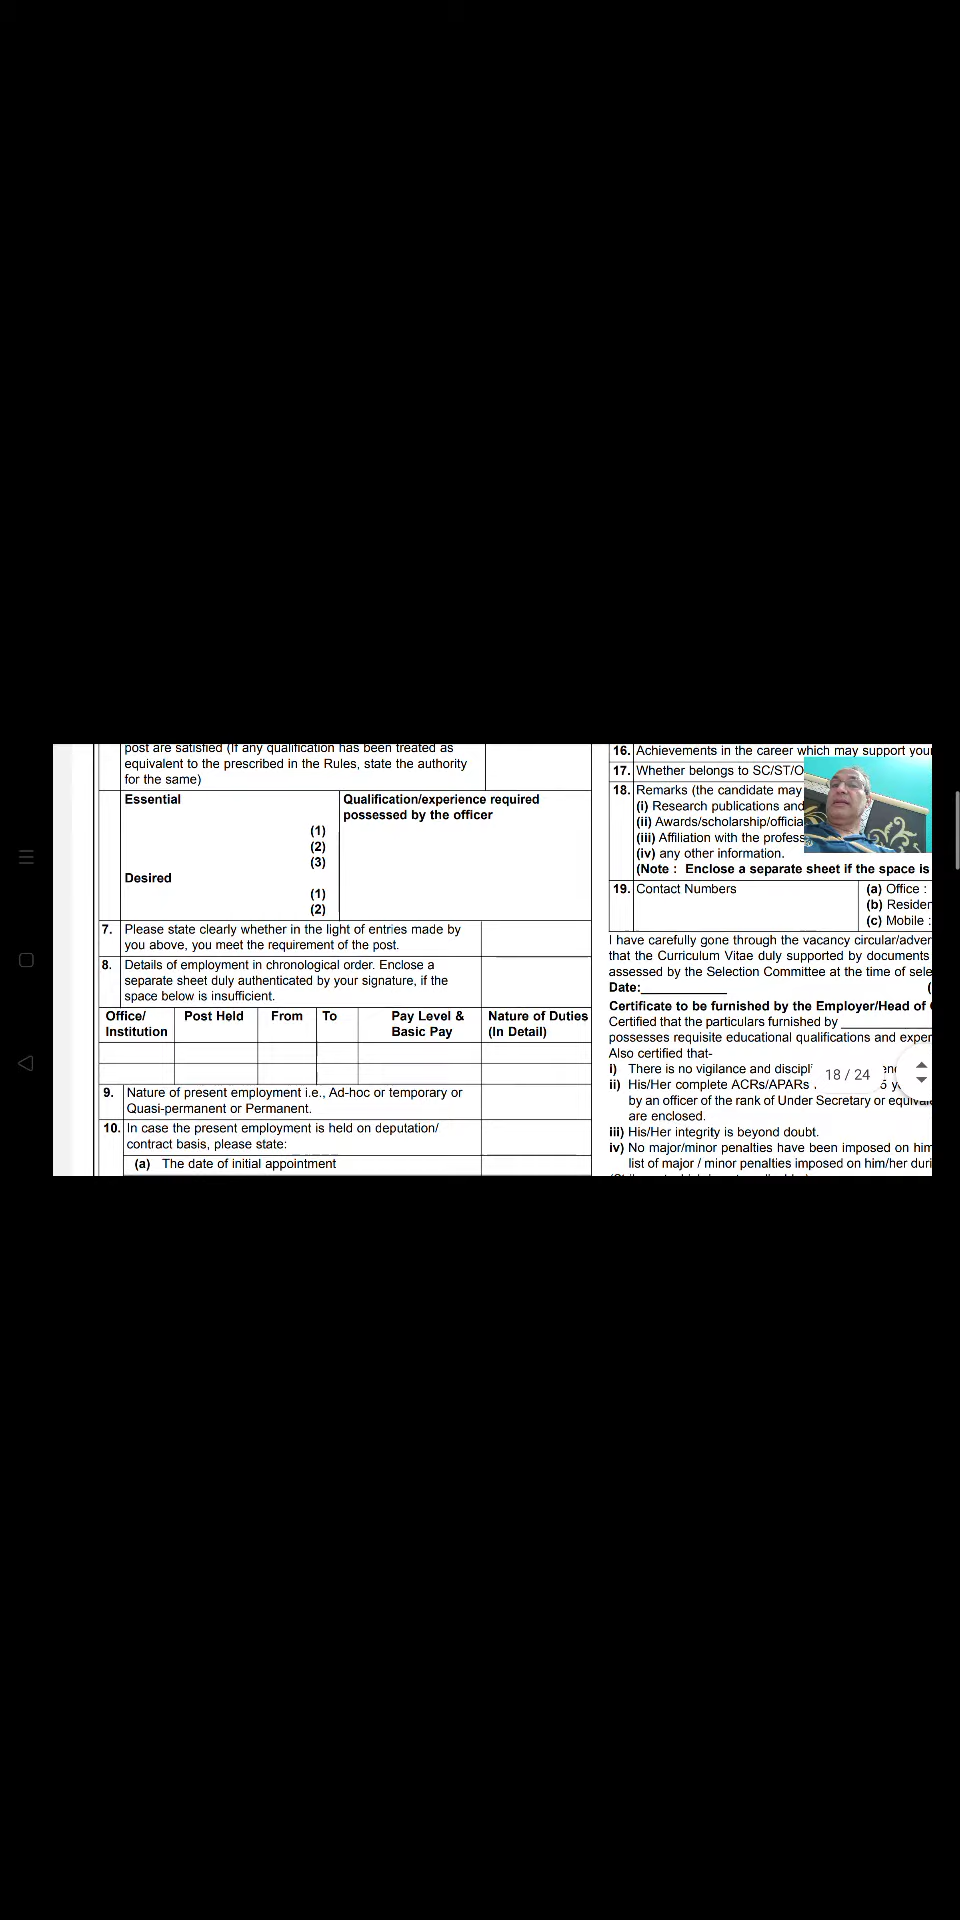 post are satisfied (If any qualification has been treated as
equivalent to the prescribed in the Rules, state the authority
for the same)
Essential
Qualification/experience required
possessed by the officer
(1)
(2)
(3)
Desired
(1)
(2)
7. Please state clearly whether in the light of entries made by
you above, you meet the requirement of the post.
8. Details of employment in chronological order. Enclose a
separate sheet duly authenticated by your signature, if the
space below is insufficient.
Office/ Post Held From To Pay Level & Nature of Duties
Institution Basic Pay (In Detail)
9. Nature of present employment i.e., Ad-hoc or temporary or
Quasi-permanent or Permanent.
10. In case the present employment is held on deputation/
contract basis, please state:
(a) The date of initial appointment
16. Achievements in the career which may support your
17. Whether belongs to SC/ST/O
18. Remarks (the candidate may
(i) Research publications and
(ii) Awards/scholarship/officia
(iii) Affiliation with the profess
(iv) any other information.
(Note : Enclose a separate sheet if the space is
19. Contact Numbers (a) Office :
(b) Residen
(c) Mobile :
I have carefully gone through the vacancy circular/adver
that the Curriculum Vitae duly supported by documents
assessed by the Selection Committee at the time of sele
Date: (
Certificate to be furnished by the Employer/Head of
Certified that the particulars furnished by
possesses requisite educational qualifications and exper
Also certified that-
i) There is no vigilance and discipli
18 / 24
ii) His/Her complete ACRs/APARs
by an officer of the rank of Under Secretary or equivale
are enclosed.
iii) His/Her integrity is beyond doubt.
iv) No major/minor penalties have been imposed on him
list of major / minor penalties imposed on him/her duri